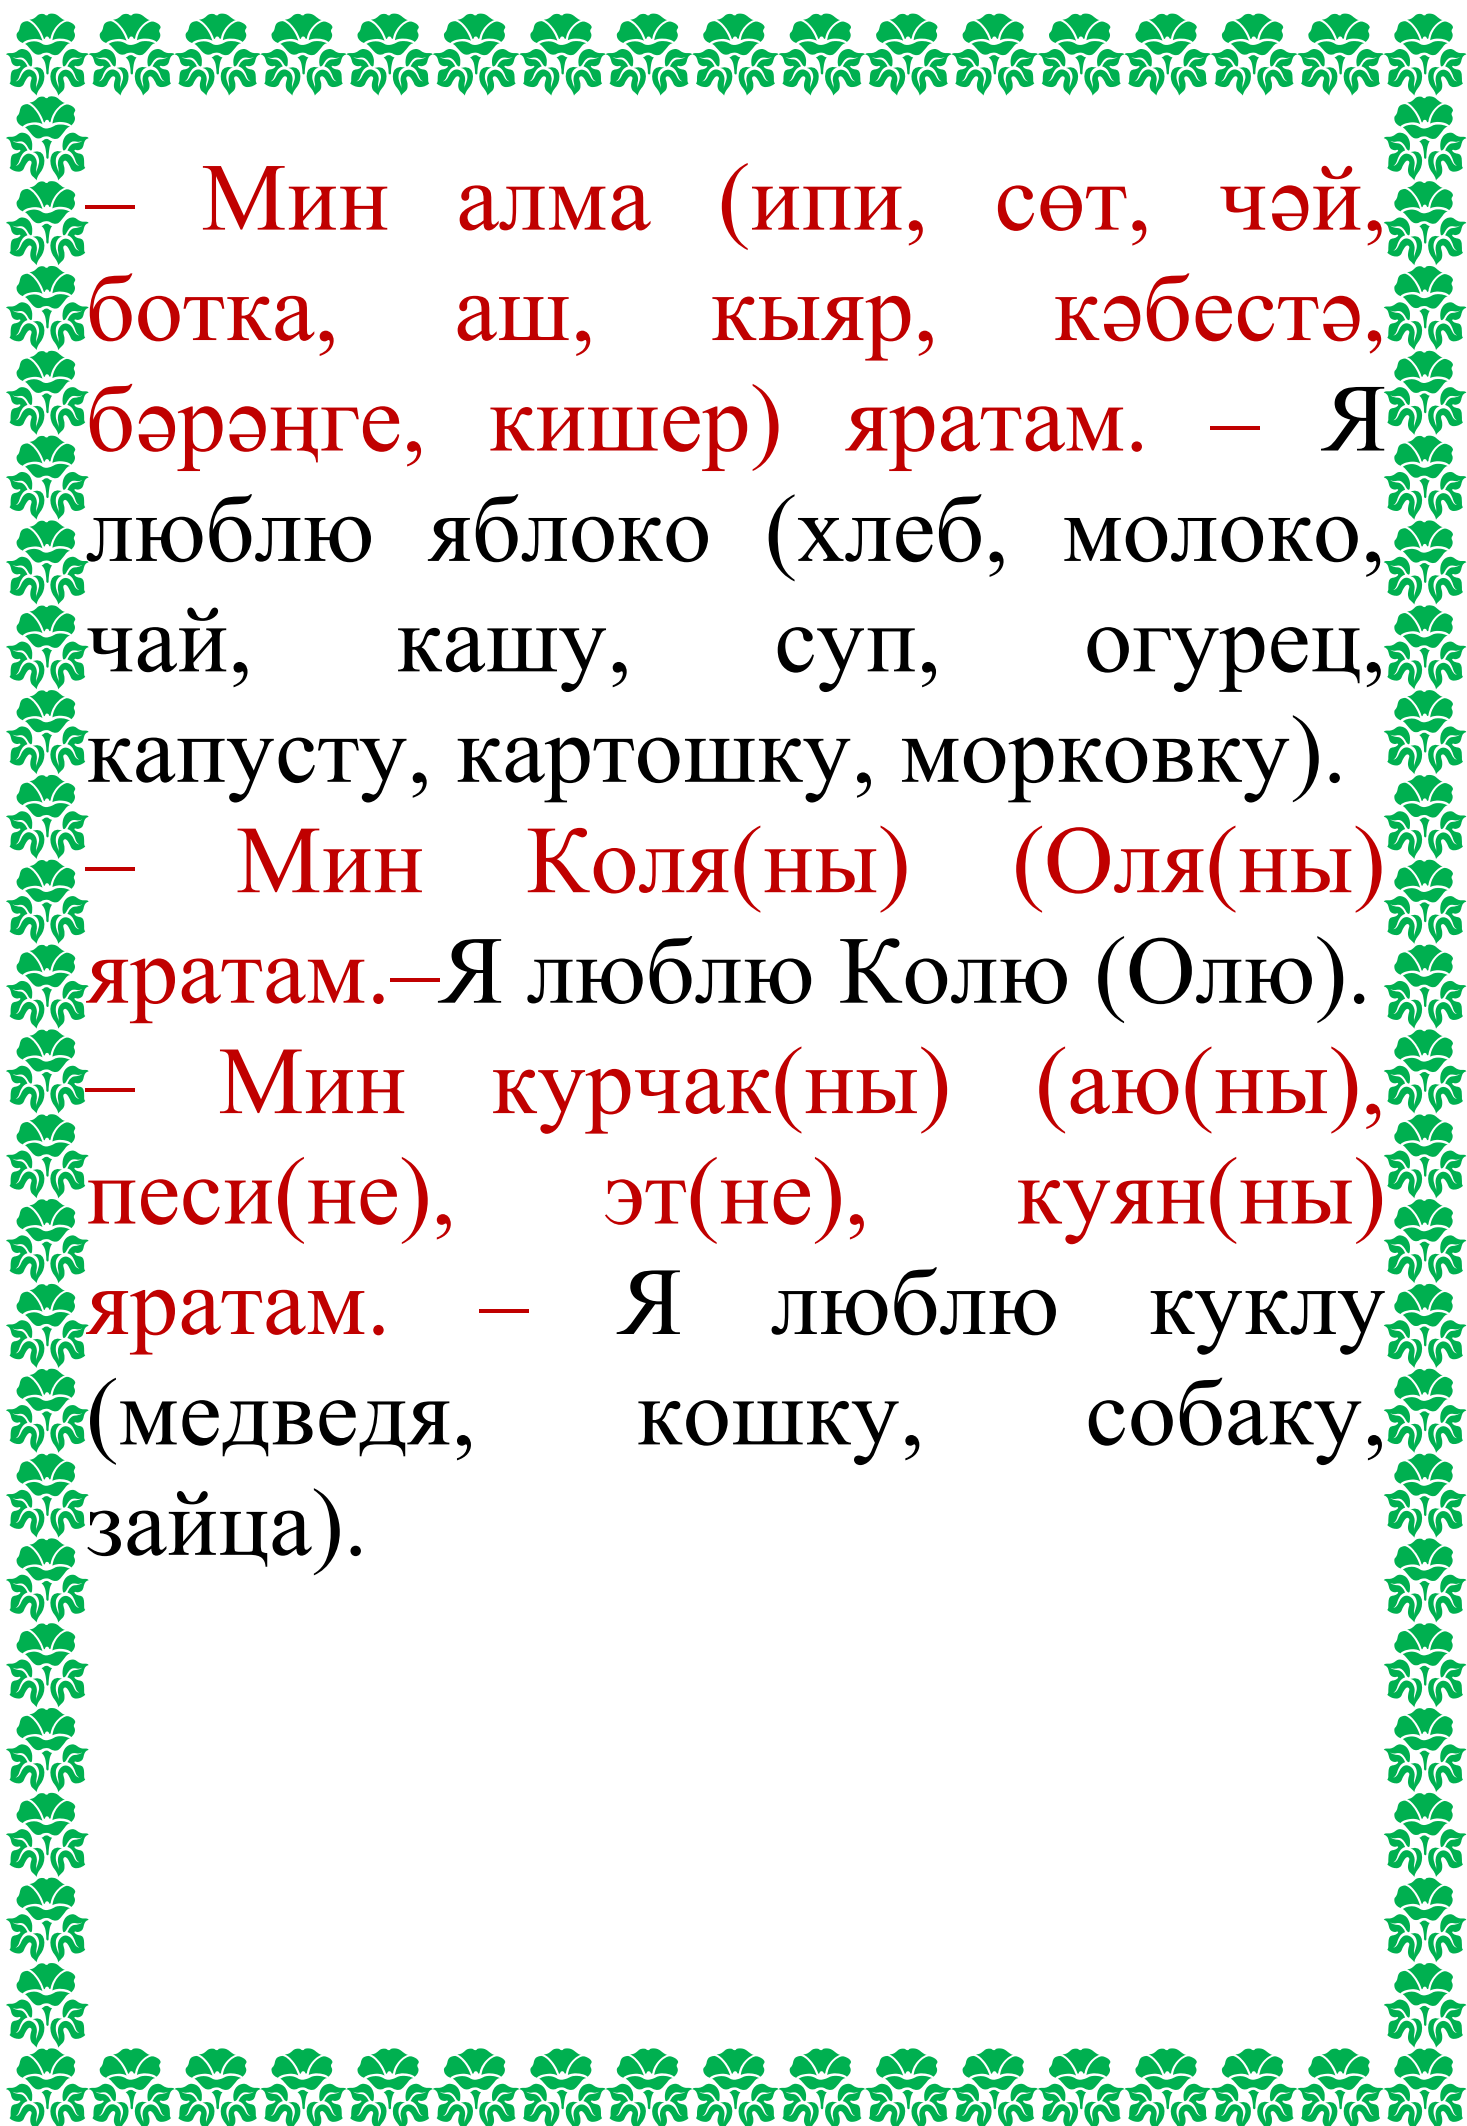 – Мин алма (ипи, сөт, чәй,
ботка, аш, кыяр, кәбестә,
бәрәңге, кишер) яратам. – Я
люблю яблоко (хлеб, молоко,
чай, кашу, суп, огурец,
капусту, картошку, морковку).
– Мин Коля(ны) (Оля(ны)
яратам.–Я люблю Колю (Олю).
– Мин курчак(ны) (аю(ны),
песи(не), эт(не), куян(ны)
яратам. – Я люблю куклу
(медведя, кошку, собаку,
зайца).